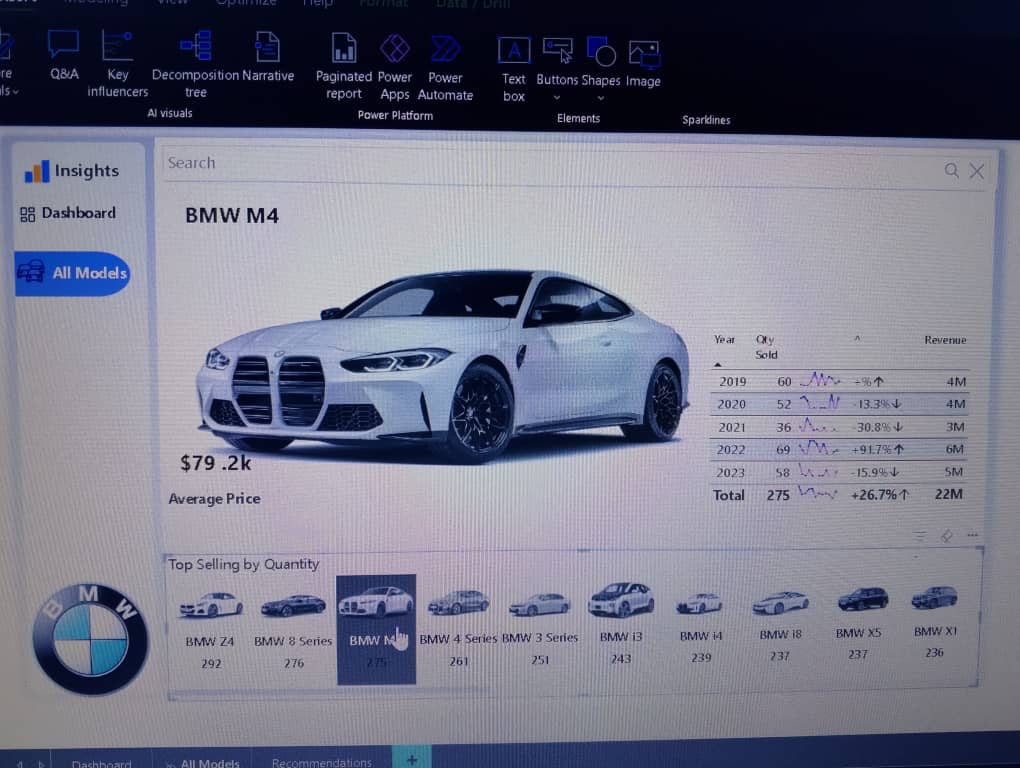 Modeling View Optimize Help Format Data / Drill
Q&A
Key
influencers
Decomposition
tree
Narrative
AI visuals
Paginated
report
Power
Apps
Power
Automate
Power Platform
Text
box
Buttons
Shapes
Image
Elements
Sparklines
Insights
Dashboard
All Models
Search
BMW M4
$79 .2k
Average Price
Year Qty Sold ^ Revenue
2019 60 +% ↑ 4M
2020 52 -13.3% ↓ 4M
2021 36 -30.8% ↓ 3M
2022 69 +91.7% ↑ 6M
2023 58 -15.9% ↓ 5M
Total 275 +26.7% ↑ 22M
Top Selling by Quantity
BMW Z4 BMW 8 Series BMW M BMW 4 Series BMW 3 Series BMW i3 BMW i4 BMW i8 BMW X5 BMW X1
292 276 275 261 251 243 239 237 237 236
BMW
Dashboard All Models Recommendations +